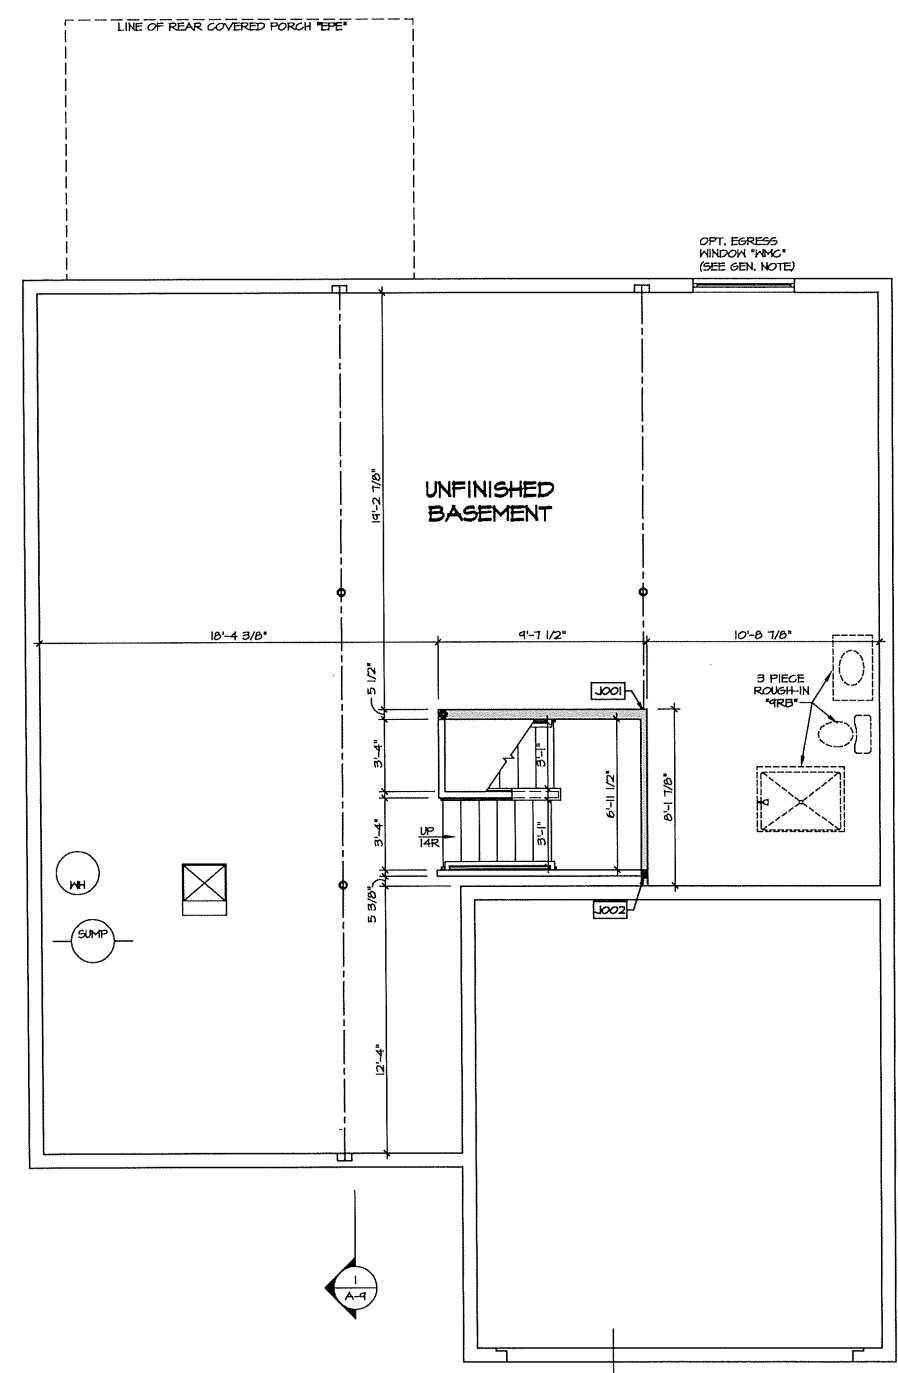 LINE OF REAR COVERED PORCH "EPE"
OPT. EGRESS
WINDOW "WMC"
(SEE GEN. NOTE)
19'-2 7/8"
UNFINISHED
BASEMENT
18'-4 3/8"
9'-7 1/2"
10'-8 7/8"
5 1/2"
J001
3 PIECE
ROUGH-IN
"9RB"
3'-4"
3'-1"
6'-11 1/2"
8'-1 7/8"
UP
14R
3'-4"
3'-1"
WH
5 3/8"
J002
SUMP
12'-4"
1
A-9